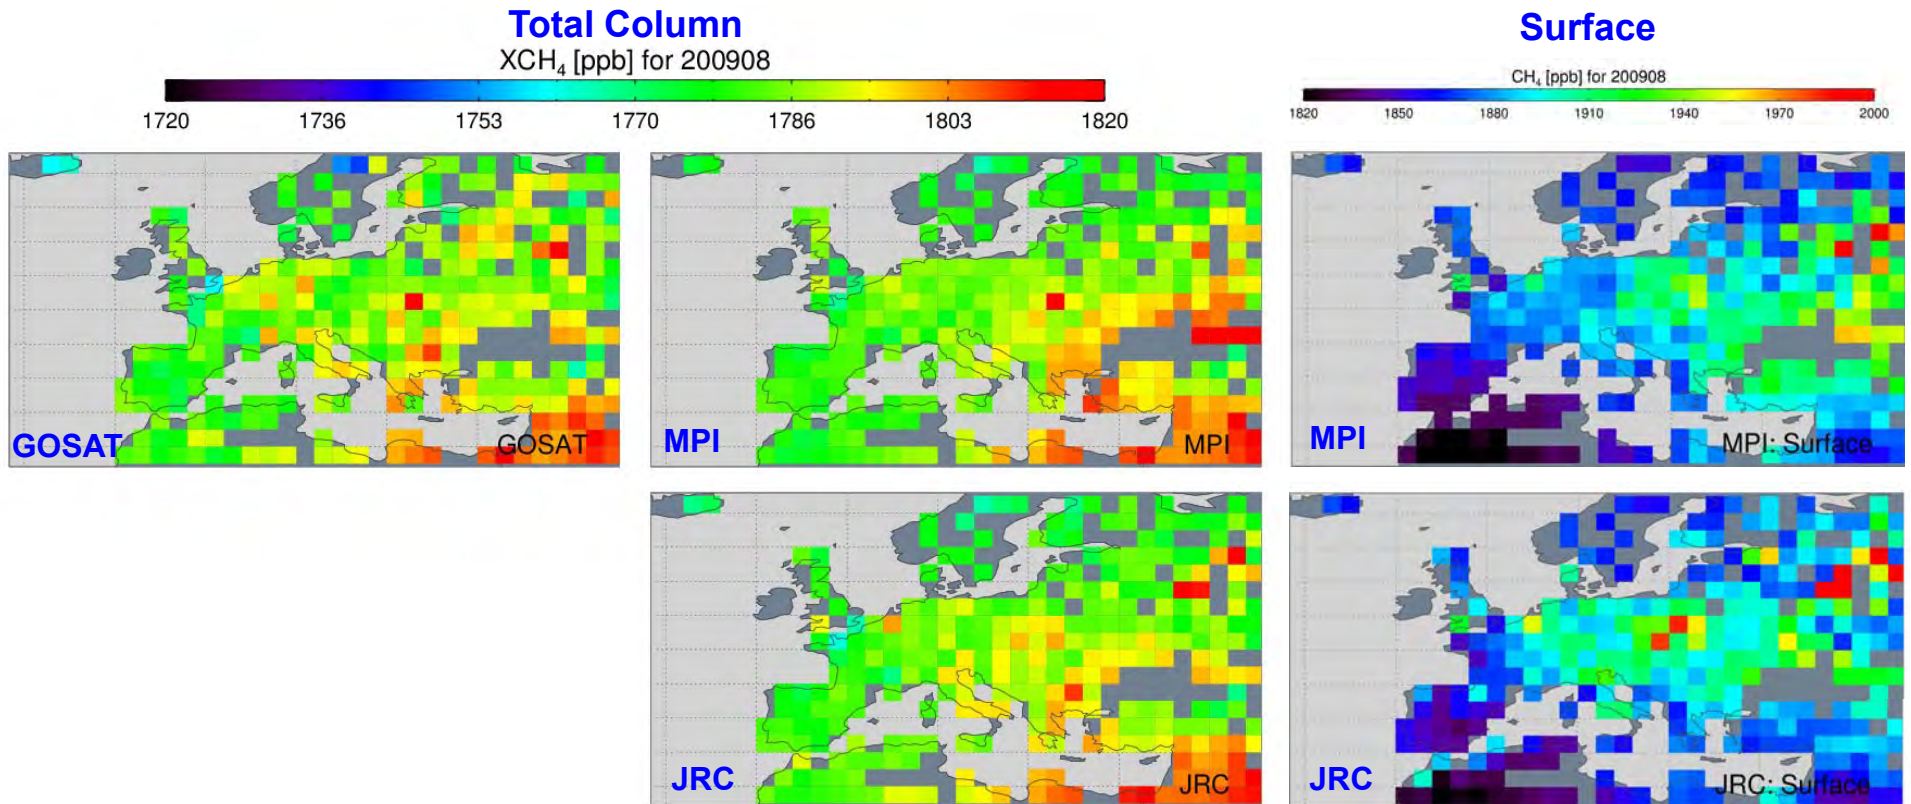 Total Column
XCH₄ [ppb] for 200908
1720 1736 1753 1770 1786 1803 1820
Surface
CH₄ [ppb] for 200908
1820 1850 1880 1910 1940 1970 2000
GOSAT
GOSAT
MPI
MPI
MPI
MPI: Surface
JRC
JRC
JRC
JRC: Surface